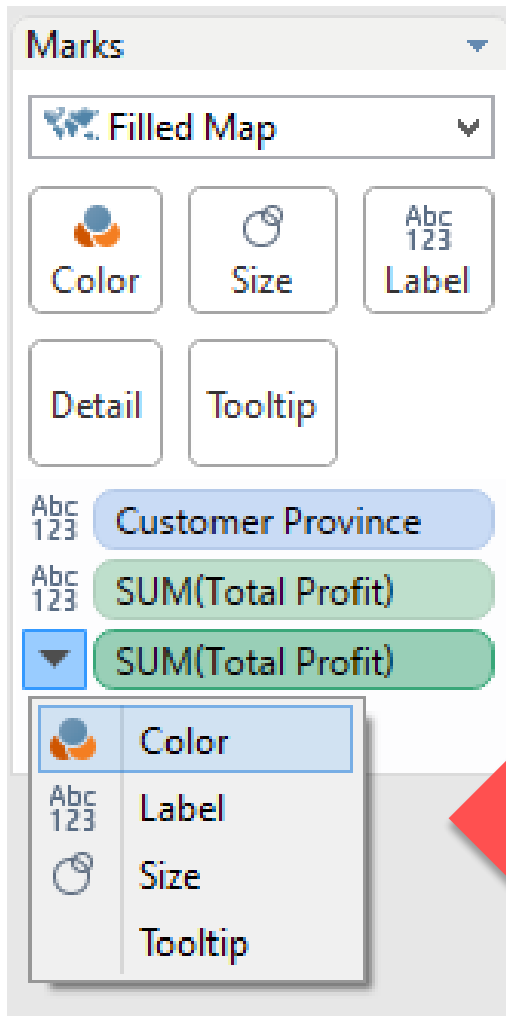 Marks
Filled Map
Abc
123
Color Size Label
Detail Tooltip
Abc
123 Customer Province
Abc
123 SUM(Total Profit)
SUM(Total Profit)
Color
Abc
123 Label
Size
Tooltip